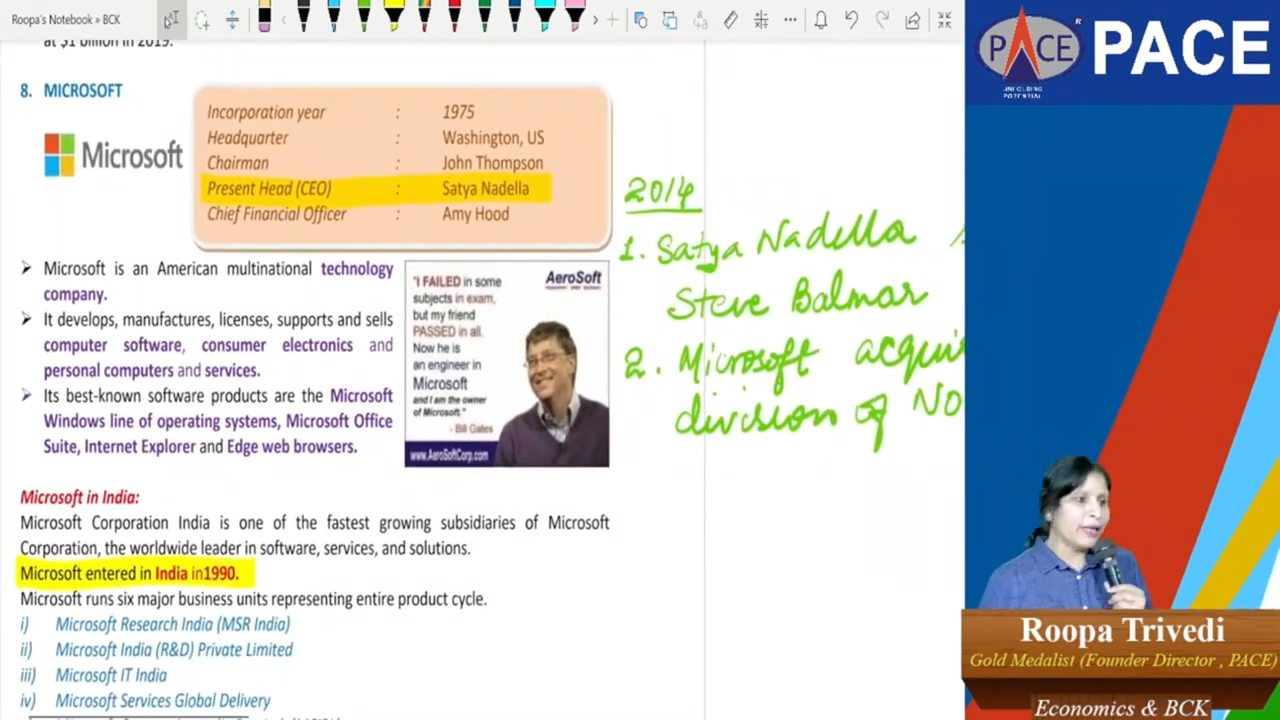 Roopa's Notebook » BCK
at $1 billion in 2019.
8. MICROSOFT
Microsoft
Incorporation year : 1975
Headquarter : Washington, US
Chairman : John Thompson
Present Head (CEO) : Satya Nadella
Chief Financial Officer : Amy Hood
Microsoft is an American multinational technology
company.
It develops, manufactures, licenses, supports and sells
computer software, consumer electronics and
personal computers and services.
Its best-known software products are the Microsoft
Windows line of operating systems, Microsoft Office
Suite, Internet Explorer and Edge web browsers.
AeroSoft
"I FAILED in some
subjects in exam,
but my friend
PASSED in all.
Now he is
an engineer in
Microsoft
and I am the owner
of Microsoft."
- Bill Gates
www.AeroSoftCorp.com
Microsoft in India:
Microsoft Corporation India is one of the fastest growing subsidiaries of Microsoft
Corporation, the worldwide leader in software, services, and solutions.
Microsoft entered in India in1990.
Microsoft runs six major business units representing entire product cycle.
i) Microsoft Research India (MSR India)
ii) Microsoft India (R&D) Private Limited
iii) Microsoft IT India
iv) Microsoft Services Global Delivery
2014
1. Satya Nadella
Steve Balmar
2. Microsoft acqui
division of NO
PACE
UNFOLDING
POTENTIAL
PACE
Roopa Trivedi
Gold Medalist (Founder Director , PACE)
Economics & BCK